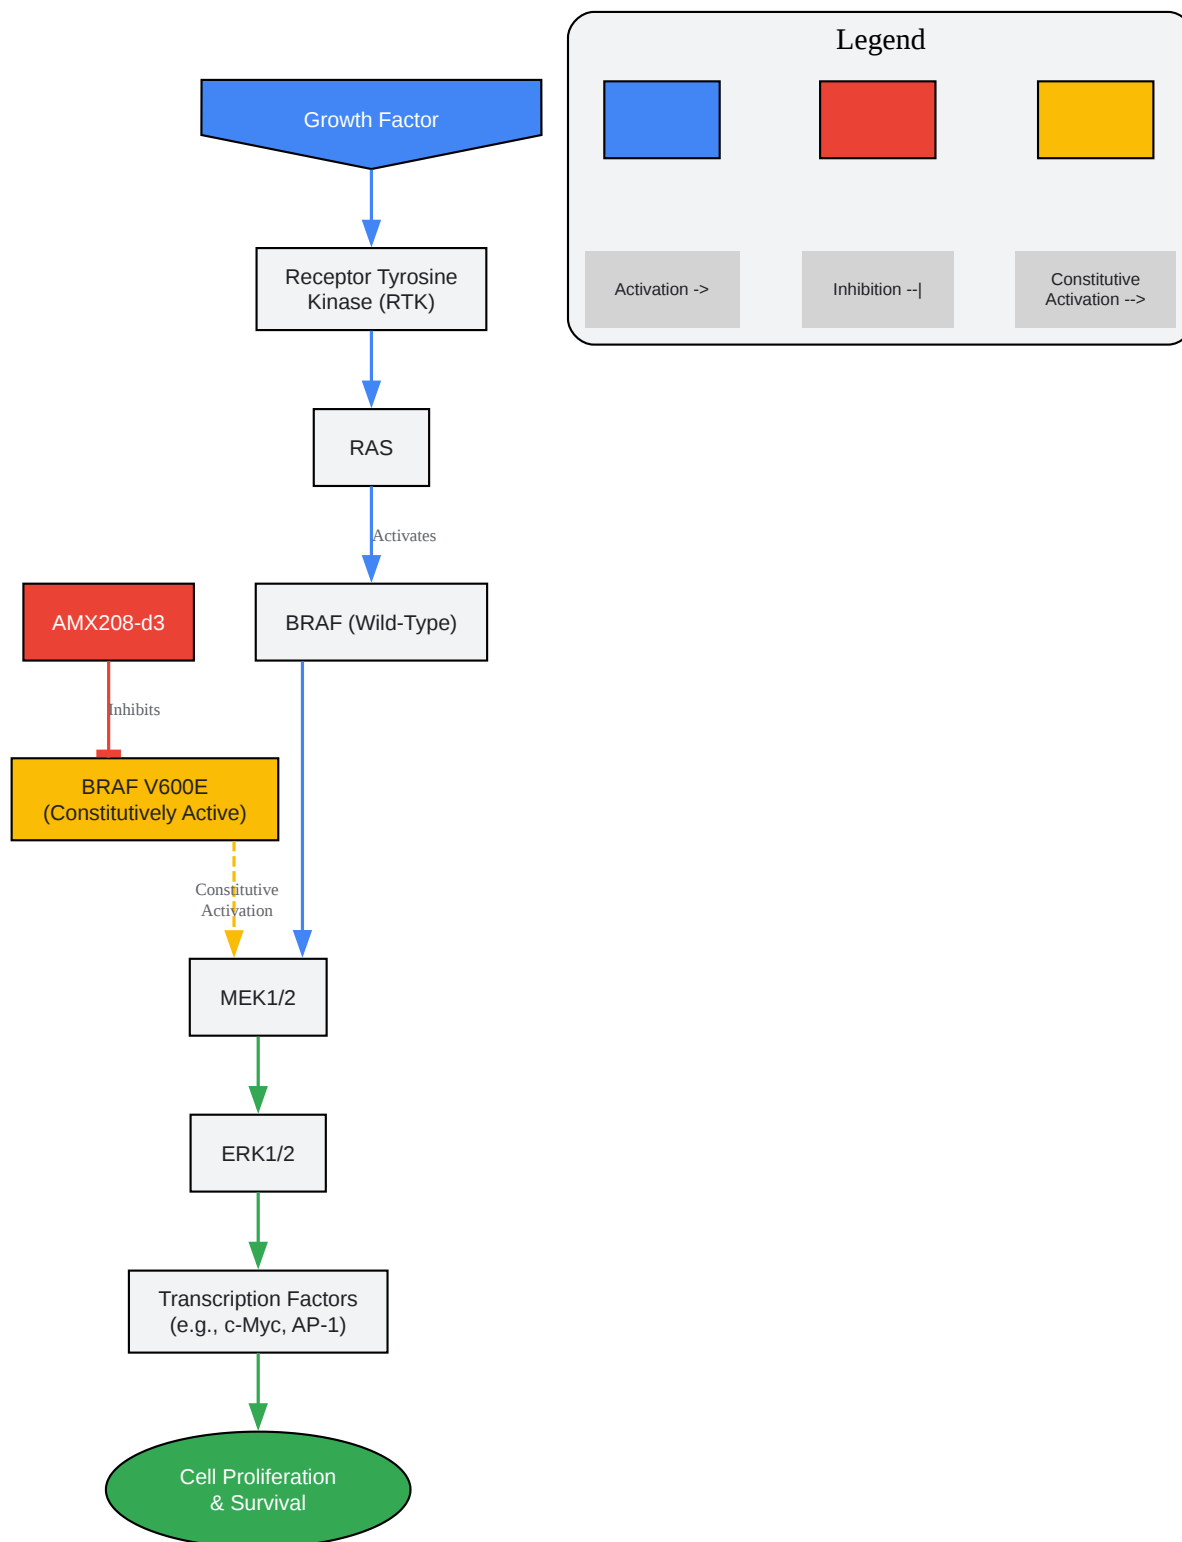 Legend
Growth Factor
Receptor Tyrosine
Kinase (RTK)
Activation ->
Inhibition --|
Constitutive
Activation -->
RAS
Activates
AMX208-d3
BRAF (Wild-Type)
Inhibits
BRAF V600E
(Constitutively Active)
Constitutive
Activation
MEK1/2
ERK1/2
Transcription Factors
(e.g., c-Myc, AP-1)
Cell Proliferation
& Survival